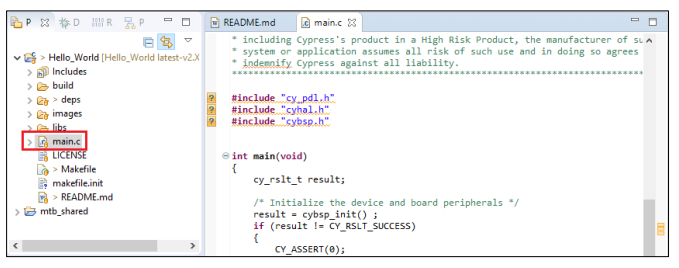 P D R P
README.md main.c
Hello_World [Hello_World latest-v2.X
Includes
build
> deps
images
libs
main.c
LICENSE
> Makefile
makefile.init
> README.md
mtb_shared
* including Cypress's product in a High Risk Product, the manufacturer of su
* system or application assumes all risk of such use and in doing so agrees
* indemnify Cypress against all liability.
*******************************************************************************
#include "cy_pdl.h"
#include "cyhal.h"
#include "cybsp.h"
int main(void)
{
cy_rslt_t result;
/* Initialize the device and board peripherals */
result = cybsp_init() ;
if (result != CY_RSLT_SUCCESS)
{
CY_ASSERT(0);